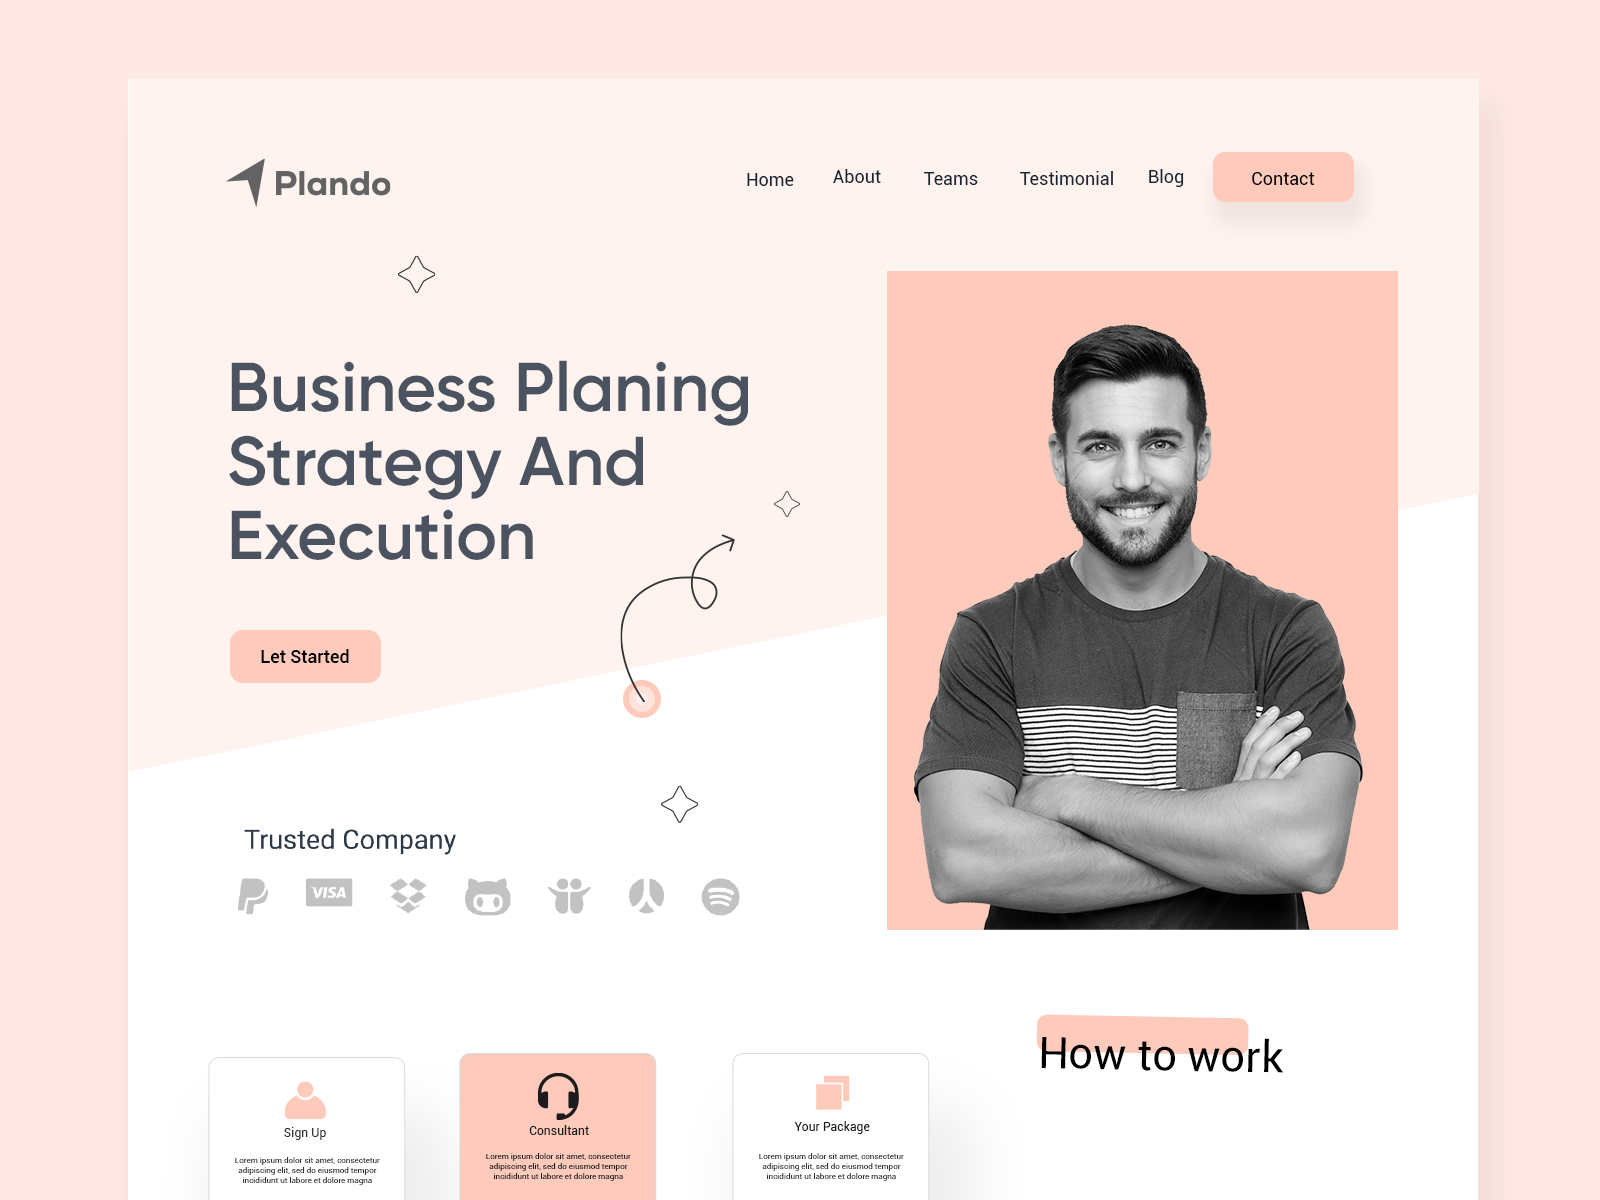 Plando
Home About Teams Testimonial Blog Contact
Business Planing
Strategy And
Execution
Let Started
Trusted Company
VISA
How to work
Sign Up
Lorem ipsum dolor sit amet, consectetur
adipiscing elit, sed do eiusmod tempor
incididunt ut labore et dolore magna
Consultant
Lorem ipsum dolor sit amet, consectetur
adipiscing elit, sed do eiusmod tempor
incididunt ut labore et dolore magna
Your Package
Lorem ipsum dolor sit amet, consectetur
adipiscing elit, sed do eiusmod tempor
incididunt ut labore et dolore magna